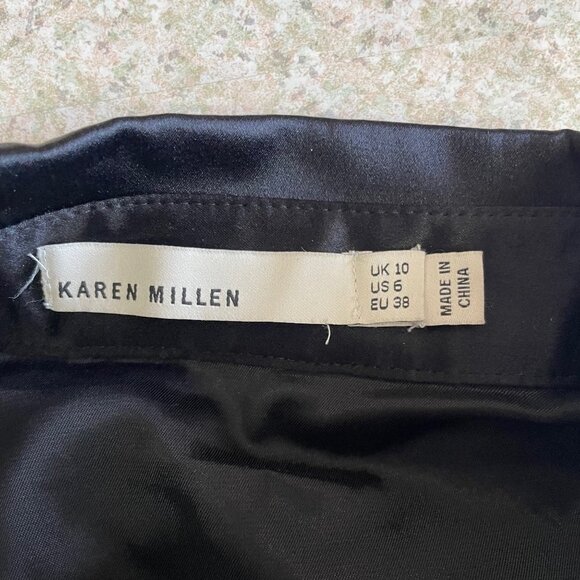 KAREN MILLEN
UK 10
US 6
EU 38
MADE IN
CHINA